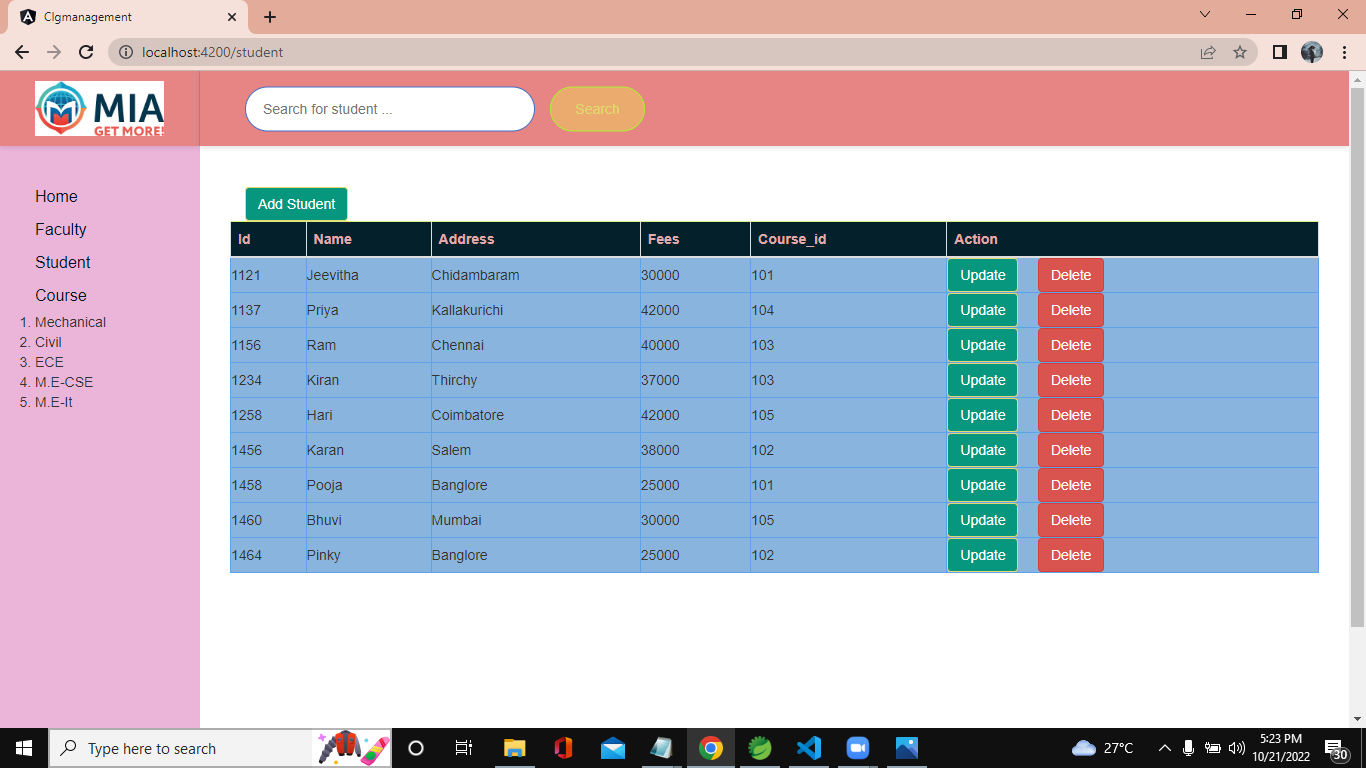 Clgmanagement
localhost:4200/student
MIA
GET MORE!
Search for student ...
Search
Home
Faculty
Student
Course
1. Mechanical
2. Civil
3. ECE
4. M.E-CSE
5. M.E-It
Add Student
Id Name Address Fees Course_id Action
1121 Jeevitha Chidambaram 30000 101 Update Delete
1137 Priya Kallakurichi 42000 104 Update Delete
1156 Ram Chennai 40000 103 Update Delete
1234 Kiran Thirchy 37000 103 Update Delete
1258 Hari Coimbatore 42000 105 Update Delete
1456 Karan Salem 38000 102 Update Delete
1458 Pooja Banglore 25000 101 Update Delete
1460 Bhuvi Mumbai 30000 105 Update Delete
1464 Pinky Banglore 25000 102 Update Delete
Type here to search
27°C
5:23 PM
10/21/2022
30